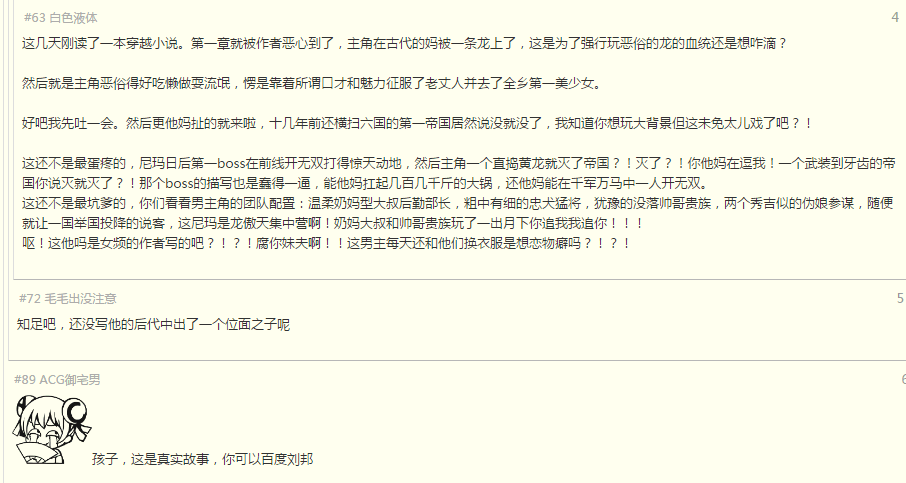 #63 白色液体 4
这几天刚读了一本穿越小说。第一章就被作者恶心到了，主角在古代的妈被一条龙上了，这是为了强行玩恶俗的龙的血统还是想咋滴？
然后就是主角恶俗得好吃懒做耍流氓，愣是靠着所谓口才和魅力征服了老丈人并去了全乡第一美少女。
好吧我先吐一会。然后更他妈扯的就来啦，十几年前还横扫六国的第一帝国居然说没就没了，我知道你想玩大背景但这未免太儿戏了吧？！
这还不是最蛋疼的，尼玛日后第一boss在前线开无双打得惊天动地，然后主角一个直捣黄龙就灭了帝国？！灭了？！你他妈在逗我！一个武装到牙齿的帝
国你说灭就灭了？！那个boss的描写也是蠢得一逼，能他妈扛起几百几千斤的大锅，还他妈能在千军万马中一人开无双。
这还不是最坑爹的，你们看看男主角的团队配置：温柔奶妈型大叔后勤部长，粗中有细的忠犬猛将，犹豫的没落帅哥贵族，两个秀吉似的伪娘参谋，随便
就让一国举国投降的说客，这尼玛是龙傲天集中营啊！奶妈大叔和帅哥贵族玩了一出月下你追我我追你！！！
呕！这他吗是女频的作者写的吧？！？！腐你妹夫啊！！这男主每天还和他们换衣服是想恋物癖吗？！？！
#72 毛毛出没注意 5
知足吧，还没写他的后代中出了一个位面之子呢
#89 ACG御宅男 6
孩子，这是真实故事，你可以百度刘邦